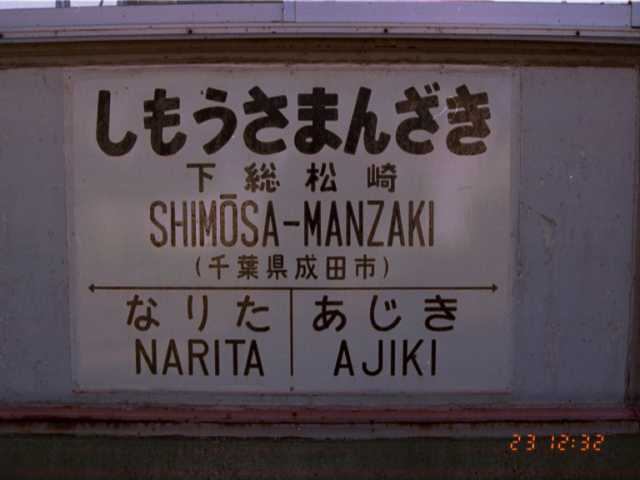 しもうさまんざき
下総松崎
SHIMŌSA-MANZAKI
(千葉県成田市)
なりた あじき
NARITA AJIKI
23 12:32